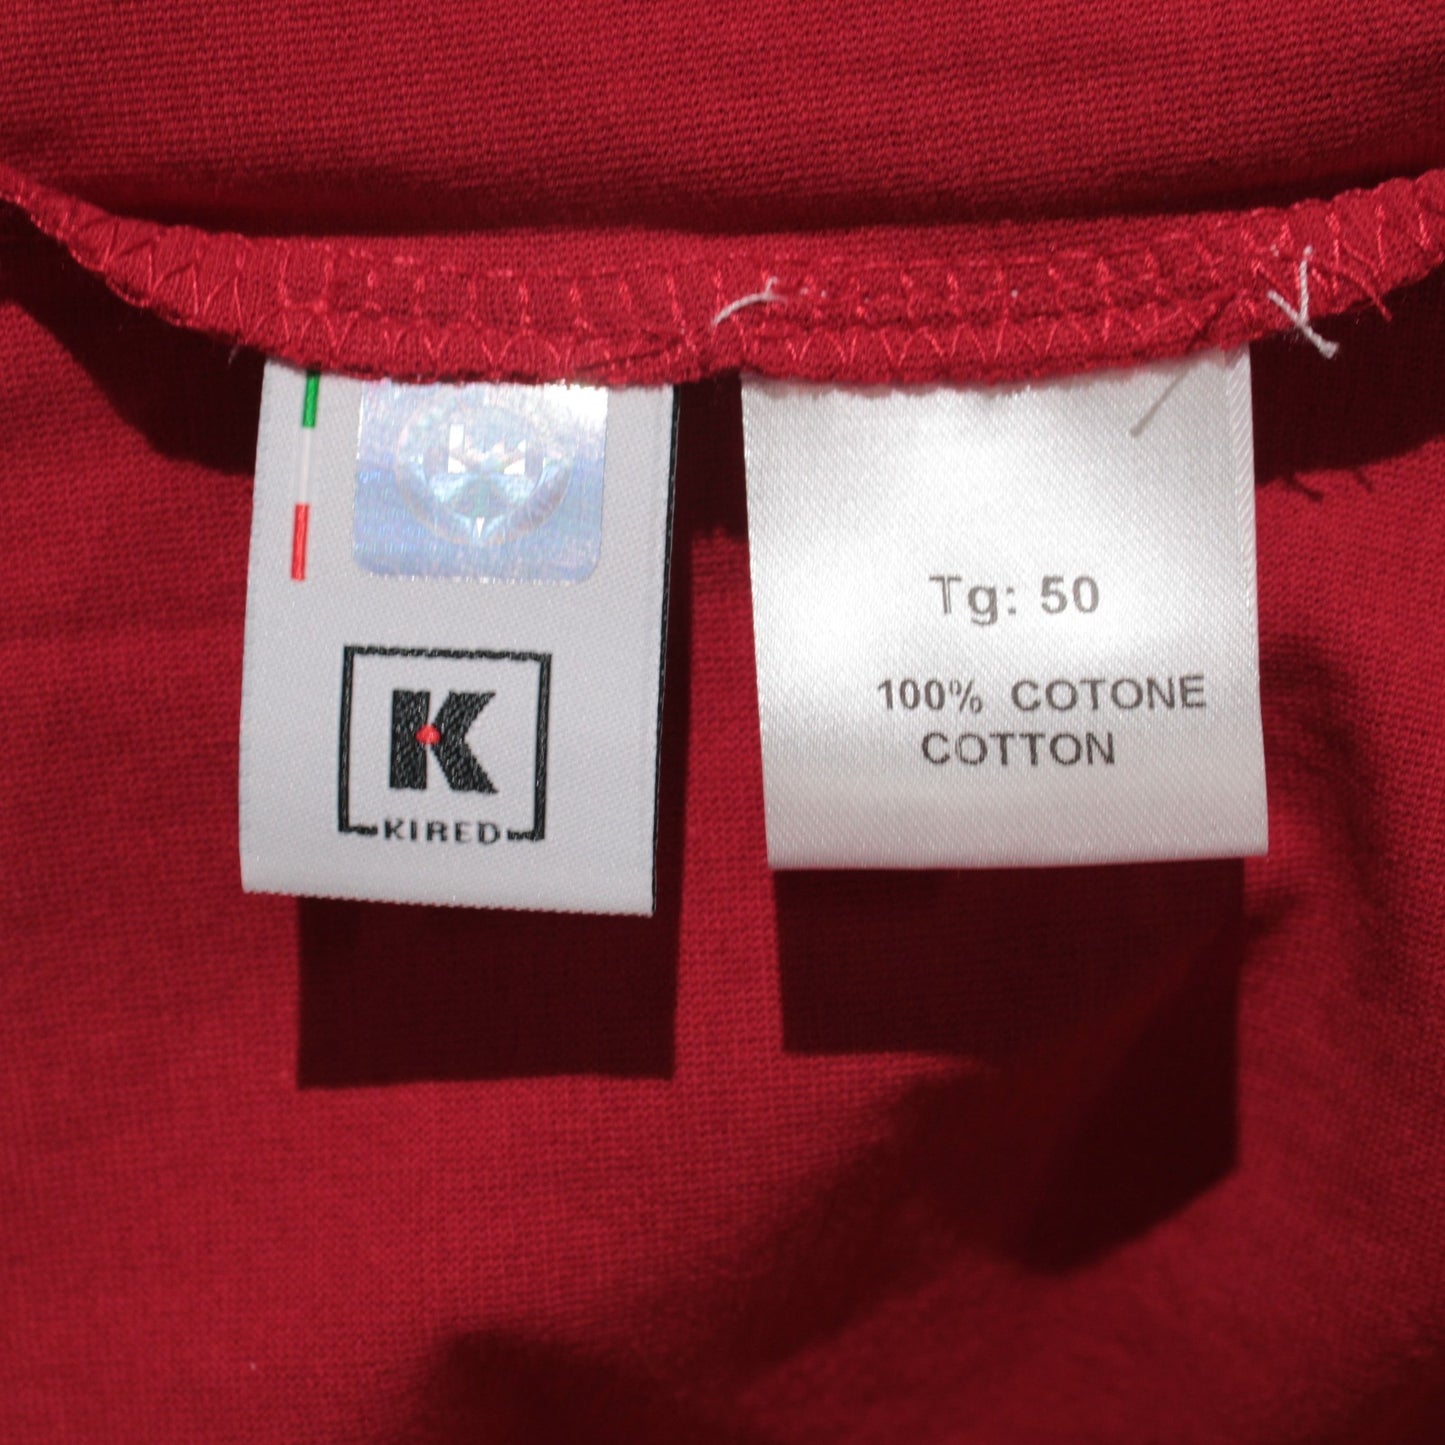 K
KIRED
Tg: 50
100% COTONE
COTTON